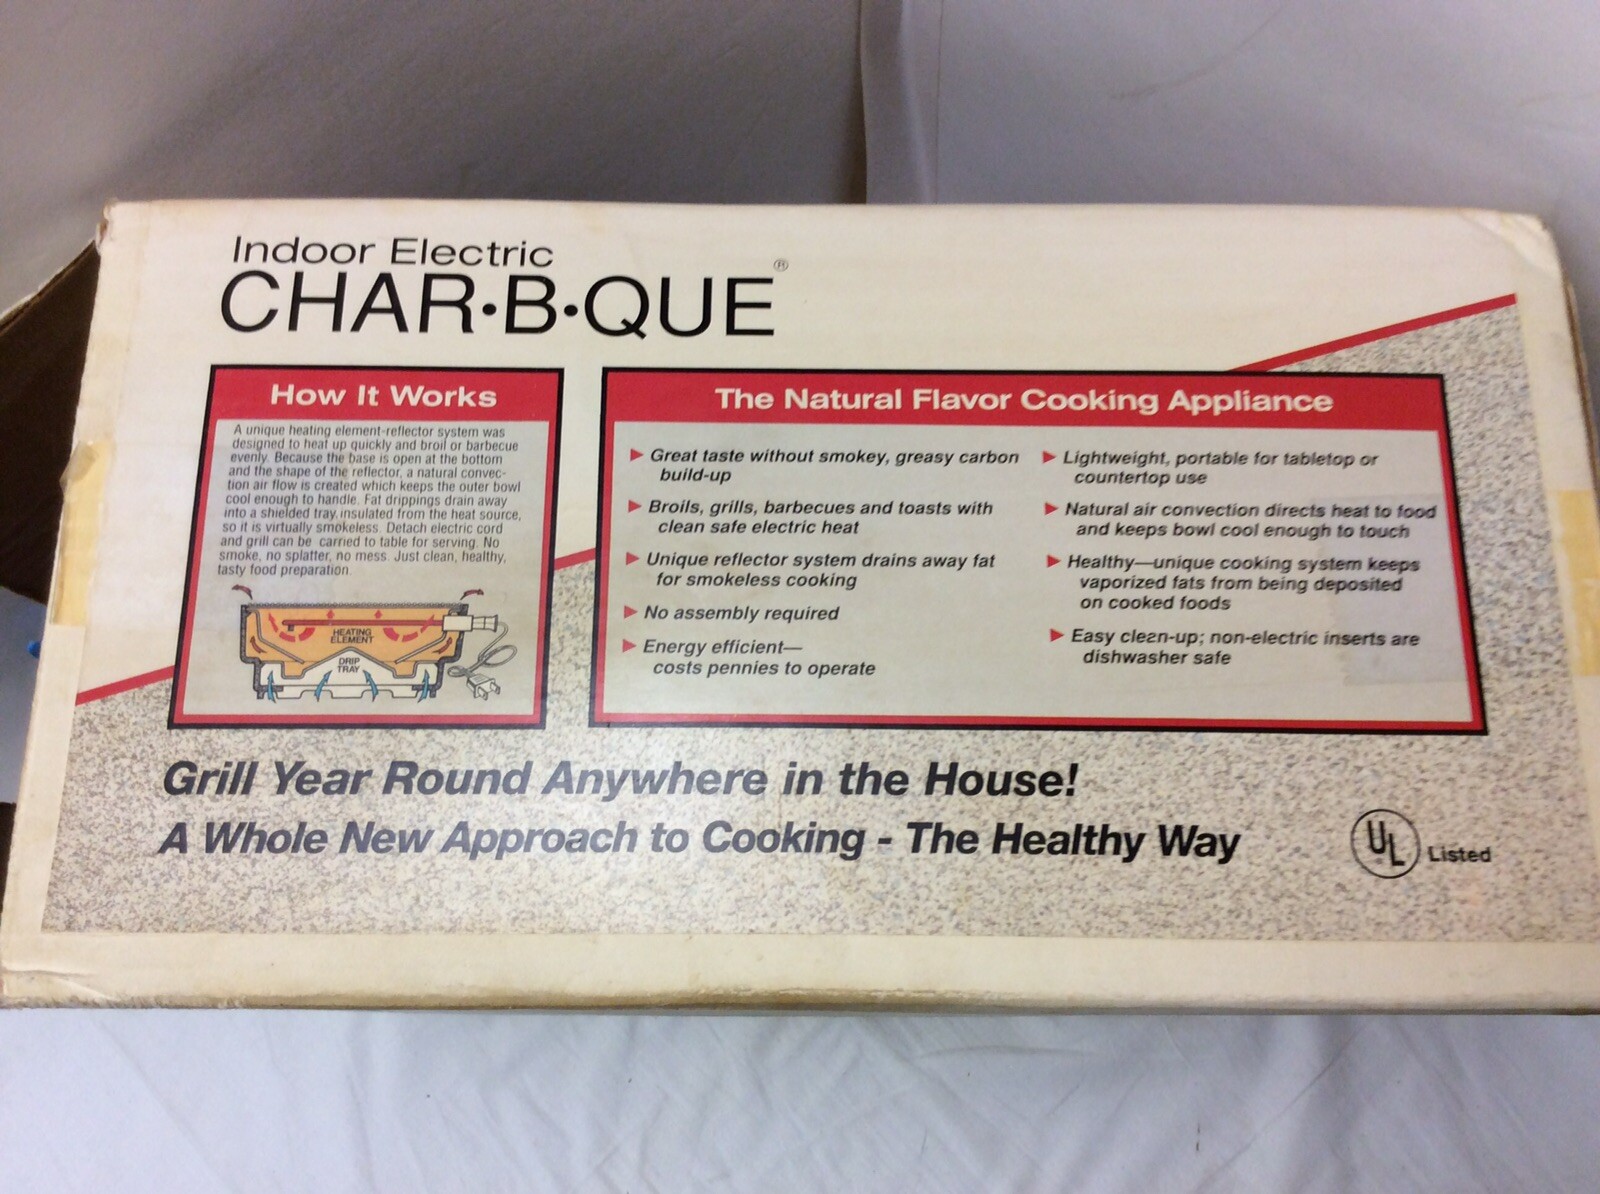 Indoor Electric
CHAR•B•QUE®
How It Works
A unique heating element-reflector system was
designed to heat up quickly and broil or barbecue
evenly. Because the base is open at the bottom
and the shape of the reflector, a natural convec-
tion air flow is created which keeps the outer bowl
cool enough to handle. Fat drippings drain away
into a shielded tray, insulated from the heat source,
so it is virtually smokeless. Detach electric cord
and grill can be carried to table for serving. No
smoke, no splatter, no mess. Just clean, healthy,
tasty food preparation.
HEATING
ELEMENT
DRIP
TRAY
The Natural Flavor Cooking Appliance
Great taste without smokey, greasy carbon
build-up
Broils, grills, barbecues and toasts with
clean safe electric heat
Unique reflector system drains away fat
for smokeless cooking
No assembly required
Energy efficient—
costs pennies to operate
Lightweight, portable for tabletop or
countertop use
Natural air convection directs heat to food
and keeps bowl cool enough to touch
Healthy—unique cooking system keeps
vaporized fats from being deposited
on cooked foods
Easy clean-up; non-electric inserts are
dishwasher safe
Grill Year Round Anywhere in the House!
A Whole New Approach to Cooking - The Healthy Way
UL Listed